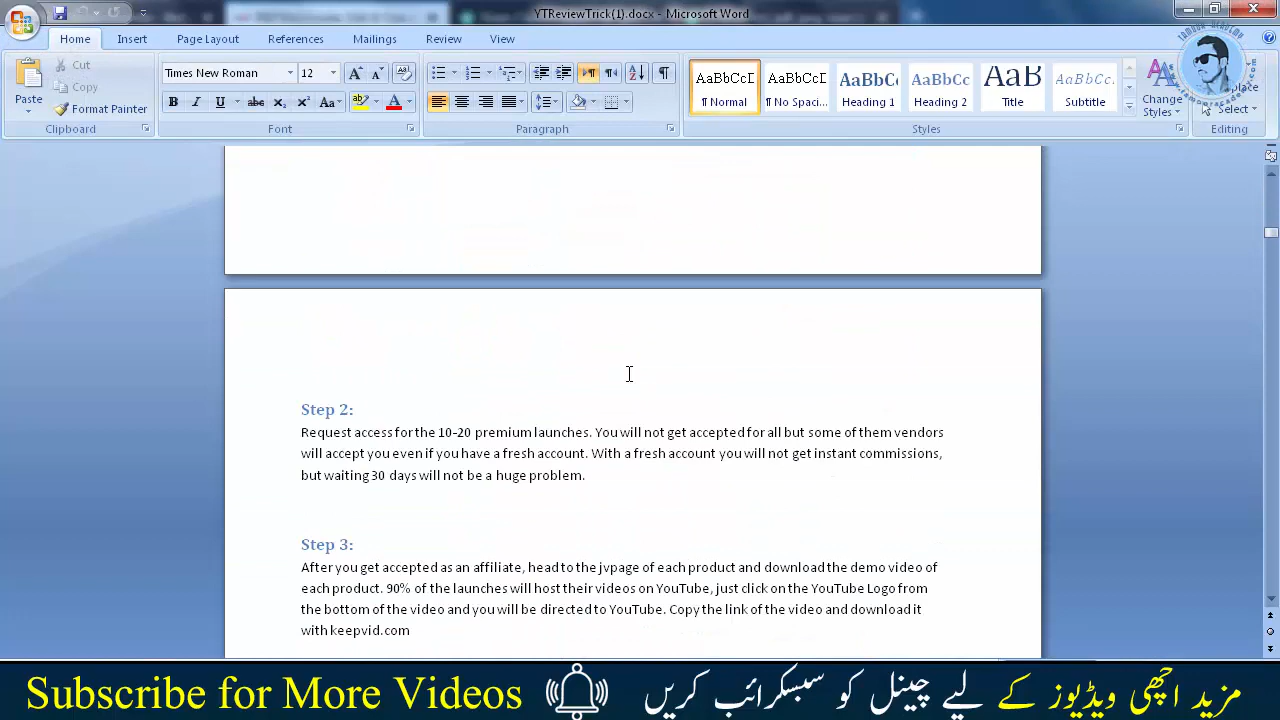 YTReviewTrick(1).docx - Microsoft Word
Home Insert Page Layout References Mailings Review View
Paste
Cut
Copy
Format Painter
Clipboard
Times New Roman 12
Font
Paragraph
AaBbCcI AaBbCcI AaBbC AaBbCc AaB AaBbCc.
¶ Normal ¶ No Spaci... Heading 1 Heading 2 Title Subtitle
Change Styles
Styles
Select
Editing
Step 2:
Request access for the 10-20 premium launches. You will not get accepted for all but some of them vendors
will accept you even if you have a fresh account. With a fresh account you will not get instant commissions,
but waiting 30 days will not be a huge problem.
Step 3:
After you get accepted as an affiliate, head to the jvpage of each product and download the demo video of
each product. 90% of the launches will host their videos on YouTube, just click on the YouTube Logo from
the bottom of the video and you will be directed to YouTube. Copy the link of the video and download it
with keepvid.com
Subscribe for More Videos
مزید اچھی ویڈیوز کے لیے چینل کو سبسکرائب کریں